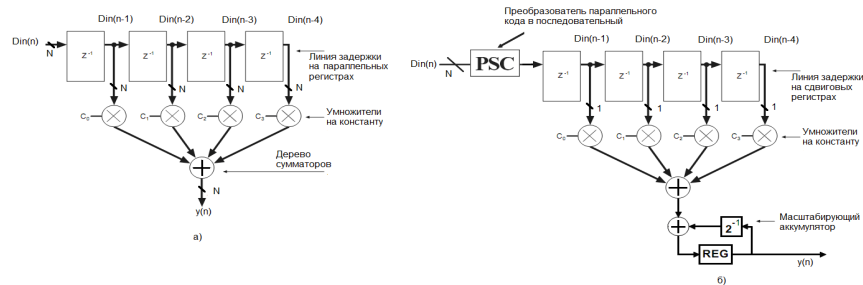 Din(n-1) Din(n-2) Din(n-3) Din(n-4)
Din(n)
N
z⁻¹ z⁻¹ z⁻¹ z⁻¹
Линия задержки
на параллельных
регистрах
N N N N
C₀ C₁ C₂ C₃
Умножители
на константу
Дерево
сумматоров
N
y(n)
а)
Преобразователь параллельного
кода в поспедовательный
Din(n-1) Din(n-2) Din(n-3) Din(n-4)
Din(n)
N
PSC
z⁻¹ z⁻¹ z⁻¹ z⁻¹
Линия задержки
на сдвиговых
регистрах
1 1 1 1
C₀ C₁ C₂ C₃
Умножители
на константу
Масштабирующий
аккумулятор
2⁻¹
REG
y(n)
б)